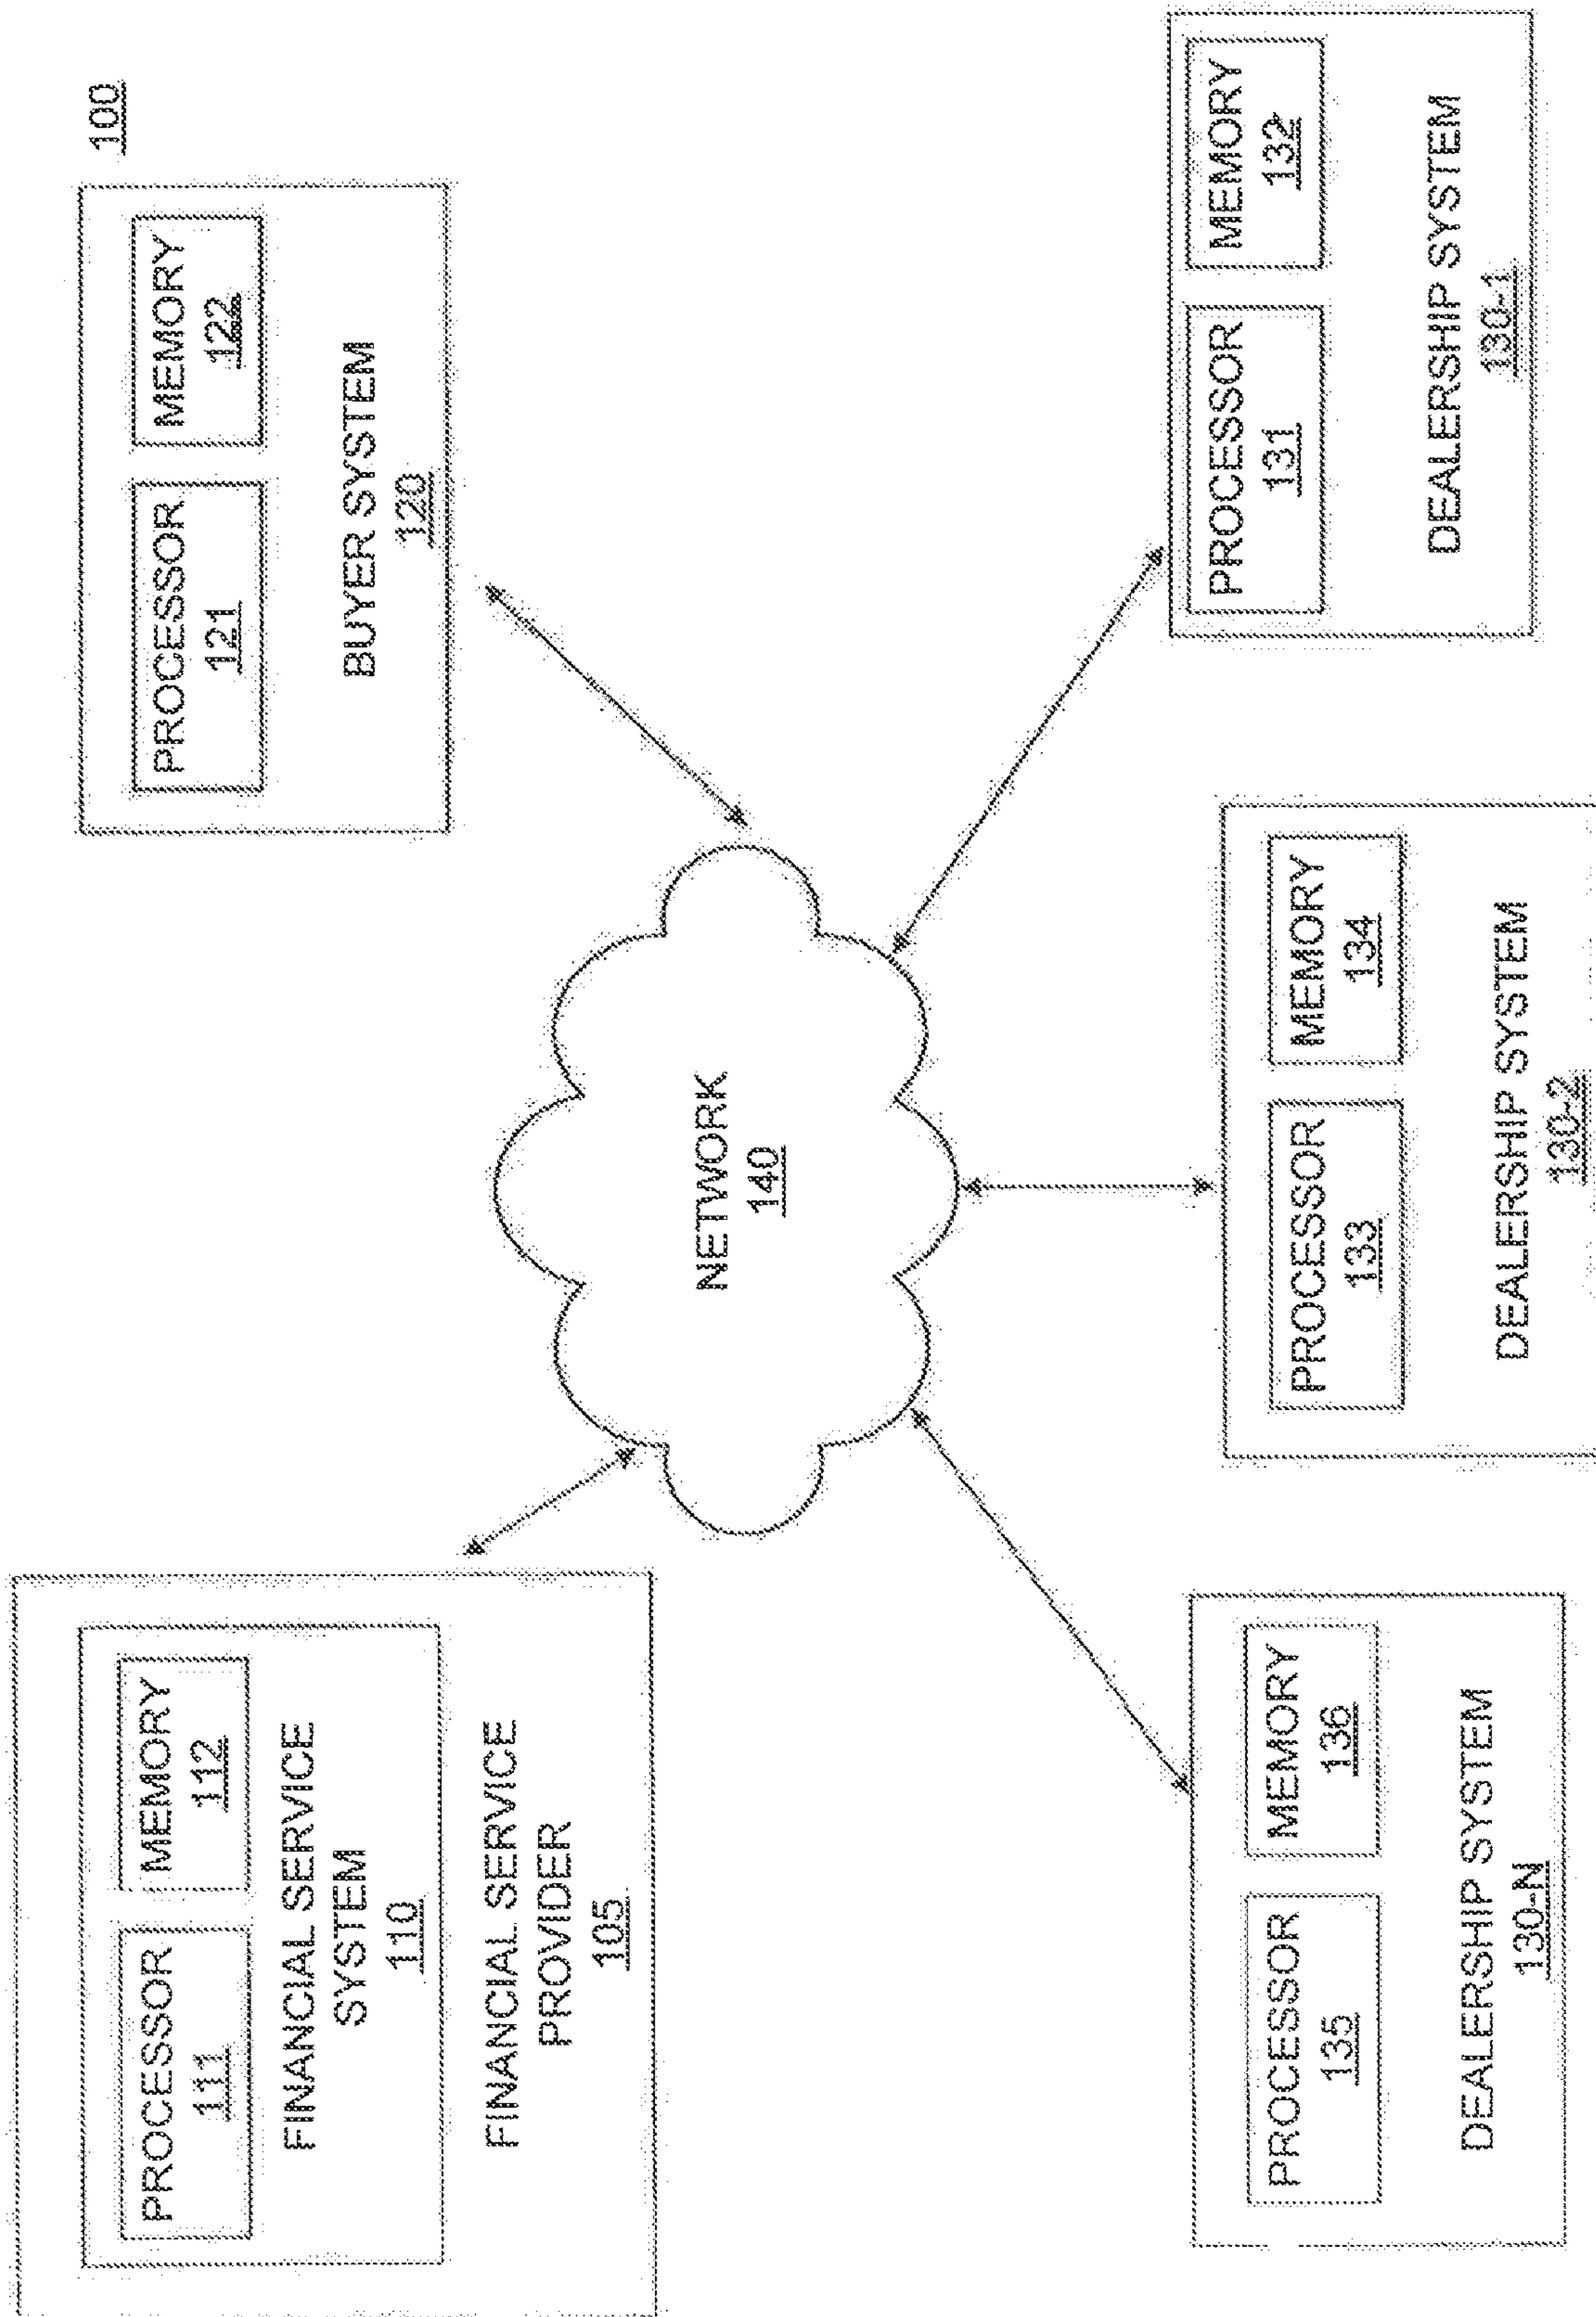 100
PROCESSOR
111
MEMORY
112
FINANCIAL SERVICE
SYSTEM
110
FINANCIAL SERVICE
PROVIDER
105
PROCESSOR
121
MEMORY
122
BUYER SYSTEM
120
NETWORK
140
PROCESSOR
135
MEMORY
136
DEALERSHIP SYSTEM
130-N
PROCESSOR
133
MEMORY
134
DEALERSHIP SYSTEM
130-2
PROCESSOR
131
MEMORY
132
DEALERSHIP SYSTEM
130-1